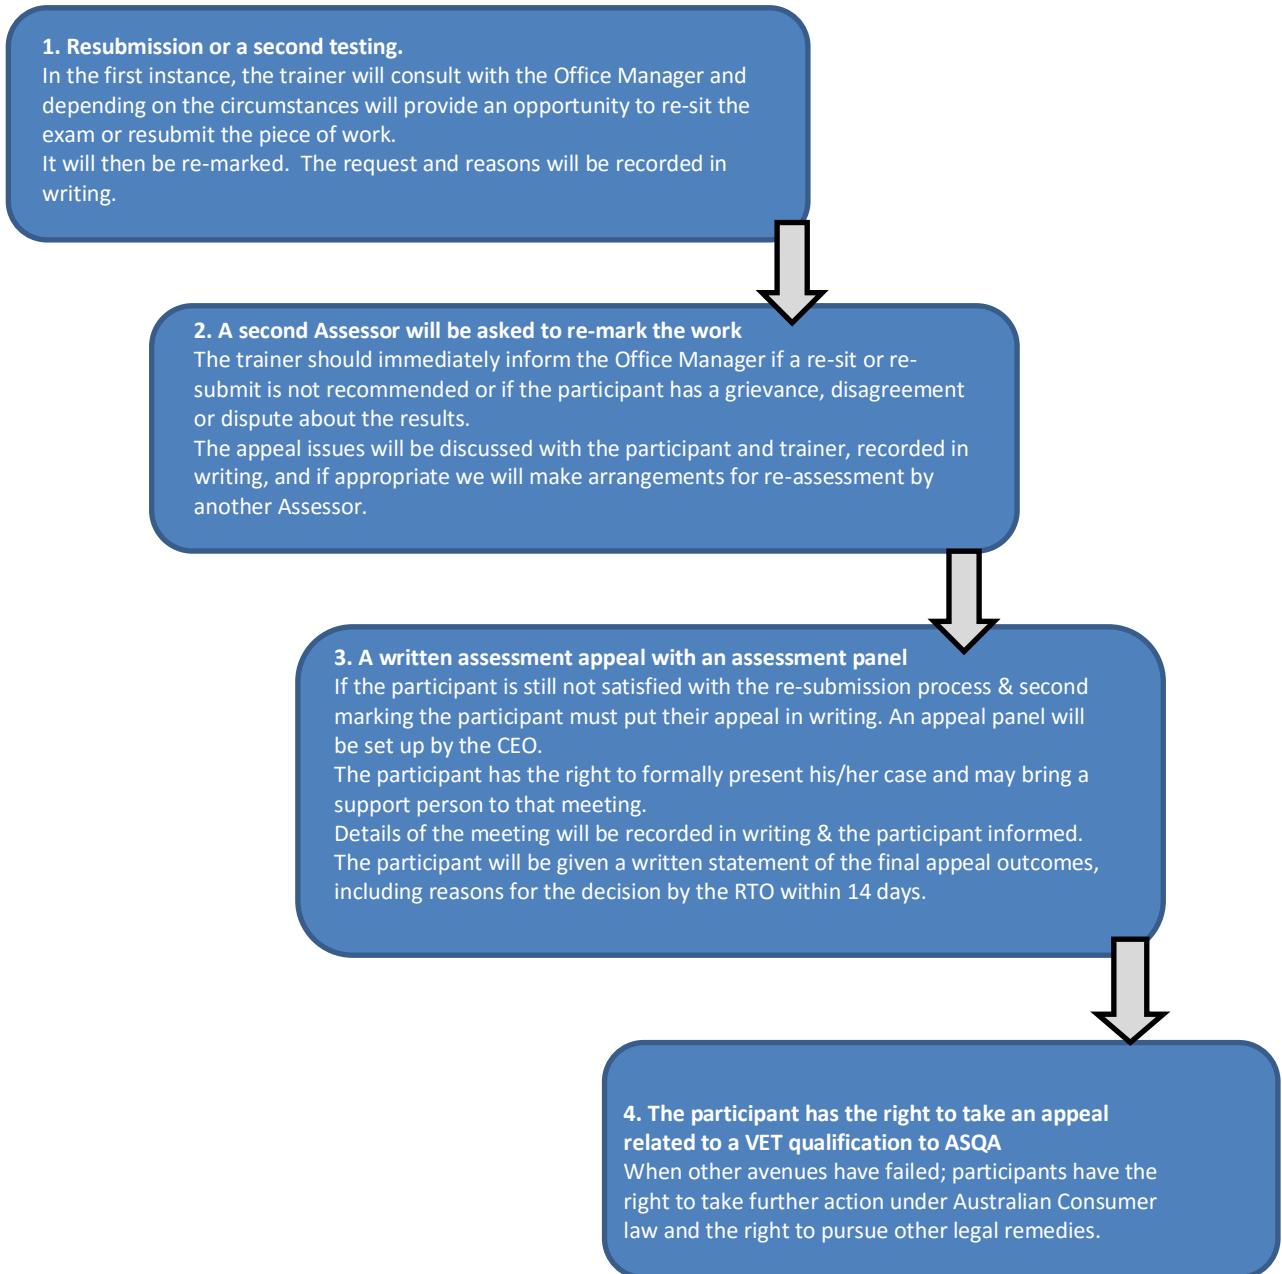 1. Resubmission or a second testing.
In the first instance, the trainer will consult with the Office Manager and
depending on the circumstances will provide an opportunity to re-sit the
exam or resubmit the piece of work.
It will then be re-marked.  The request and reasons will be recorded in
writing.
2. A second Assessor will be asked to re-mark the work
The trainer should immediately inform the Office Manager if a re-sit or re-
submit is not recommended or if the participant has a grievance, disagreement
or dispute about the results.
The appeal issues will be discussed with the participant and trainer, recorded in
writing, and if appropriate we will make arrangements for re-assessment by
another Assessor.
3. A written assessment appeal with an assessment panel
If the participant is still not satisfied with the re-submission process & second
marking the participant must put their appeal in writing. An appeal panel will
be set up by the CEO.
The participant has the right to formally present his/her case and may bring a
support person to that meeting.
Details of the meeting will be recorded in writing & the participant informed.
The participant will be given a written statement of the final appeal outcomes,
including reasons for the decision by the RTO within 14 days.
4. The participant has the right to take an appeal
related to a VET qualification to ASQA
When other avenues have failed; participants have the
right to take further action under Australian Consumer
law and the right to pursue other legal remedies.